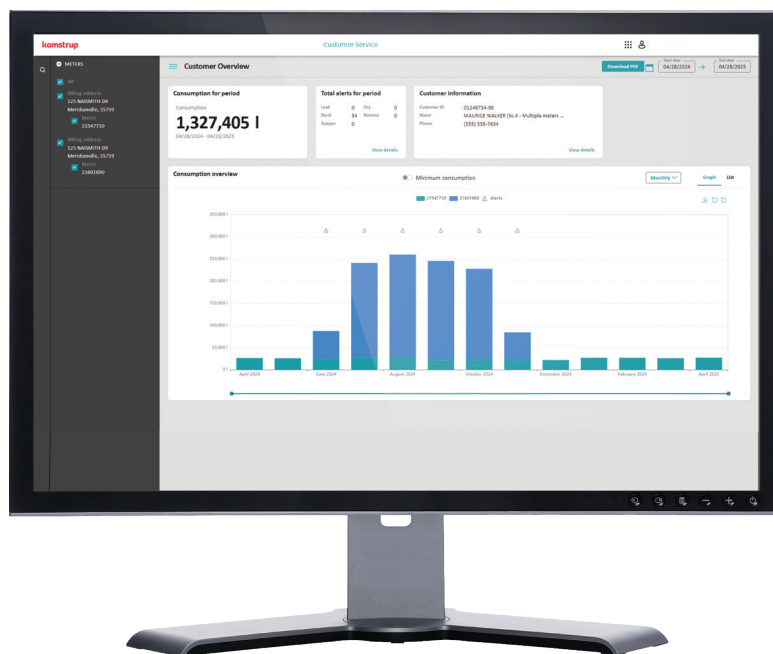 kamstrup
Customer Service
METERS
All
Billing address
125 NAISMITH DR
Meridianville, 35759
Metre
21547730
Billing address
125 NAISMITH DR
Meridianville, 35759
Metre
21601690
Customer Overview
Download PDF
Start date
04/28/2024
→
End date
04/28/2025
Consumption for period
Consumption
1,327,405 l
04/28/2024 - 04/28/2025
Total alerts for period
Leak 0 Dry 0
Burst 54 Reverse 0
Tamper 0
View details
Customer information
Customer ID 01246734-00
Name MAURICE WALKER (Sc.4 - Multiple meters ...
Phone (555) 555-7634
View details
Consumption overview
Minimum consumption
Monthly
Graph
List
21547730 21601690 Alerts
350,000 l
300,000 l
250,000 l
200,000 l
150,000 l
100,000 l
50,000 l
0 l
April 2024 June 2024 August 2024 October 2024 December 2024 February 2025 April 2025